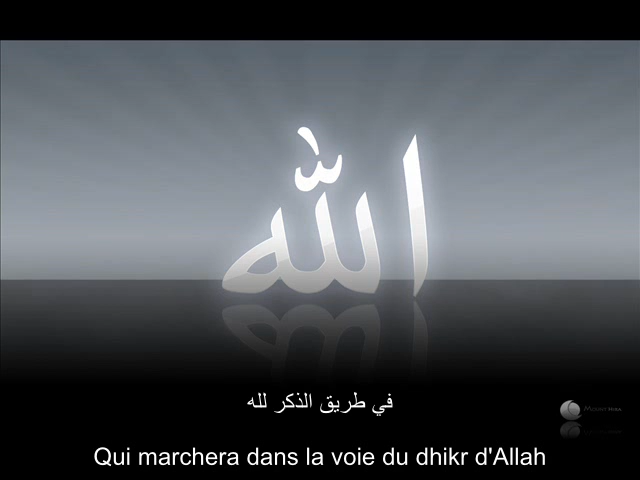 الله
في طريق الذكر لله
Qui marchera dans la voie du dhikr d'Allah